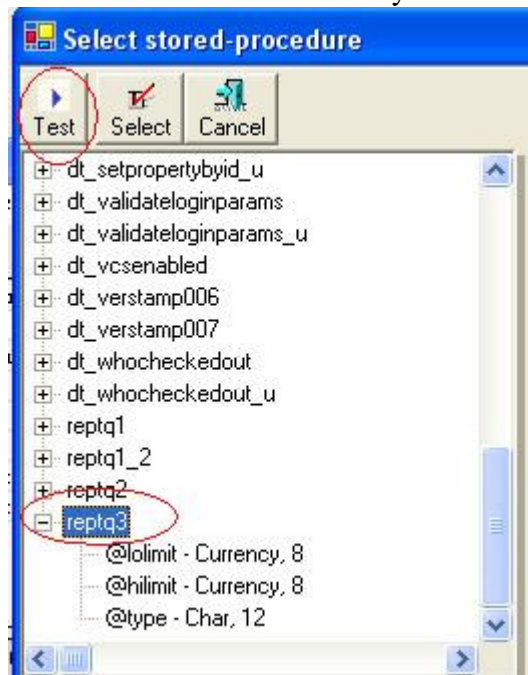 Select stored-procedure
Test Select Cancel
dt_setpropertybyid_u
dt_validateloginparams
dt_validateloginparams_u
dt_vcsenabled
dt_verstamp006
dt_verstamp007
dt_whocheckedout
dt_whocheckedout_u
reptq1
reptq1_2
reptq2
reptq3
@lolimit - Currency, 8
@hilimit - Currency, 8
@type - Char, 12